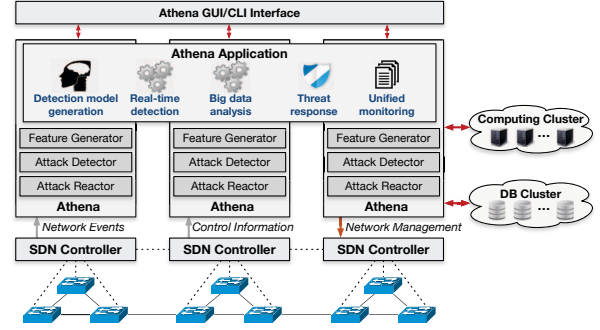 Athena GUI/CLI Interface
Athena Application
Detection model
generation
Real-time
detection
Big data
analysis
Threat
response
Unified
monitoring
Feature Generator
Attack Detector
Attack Reactor
Athena
Feature Generator
Attack Detector
Attack Reactor
Athena
Feature Generator
Attack Detector
Attack Reactor
Athena
Computing Cluster
...
DB Cluster
...
Network Events
Control Information
Network Management
SDN Controller
SDN Controller
SDN Controller